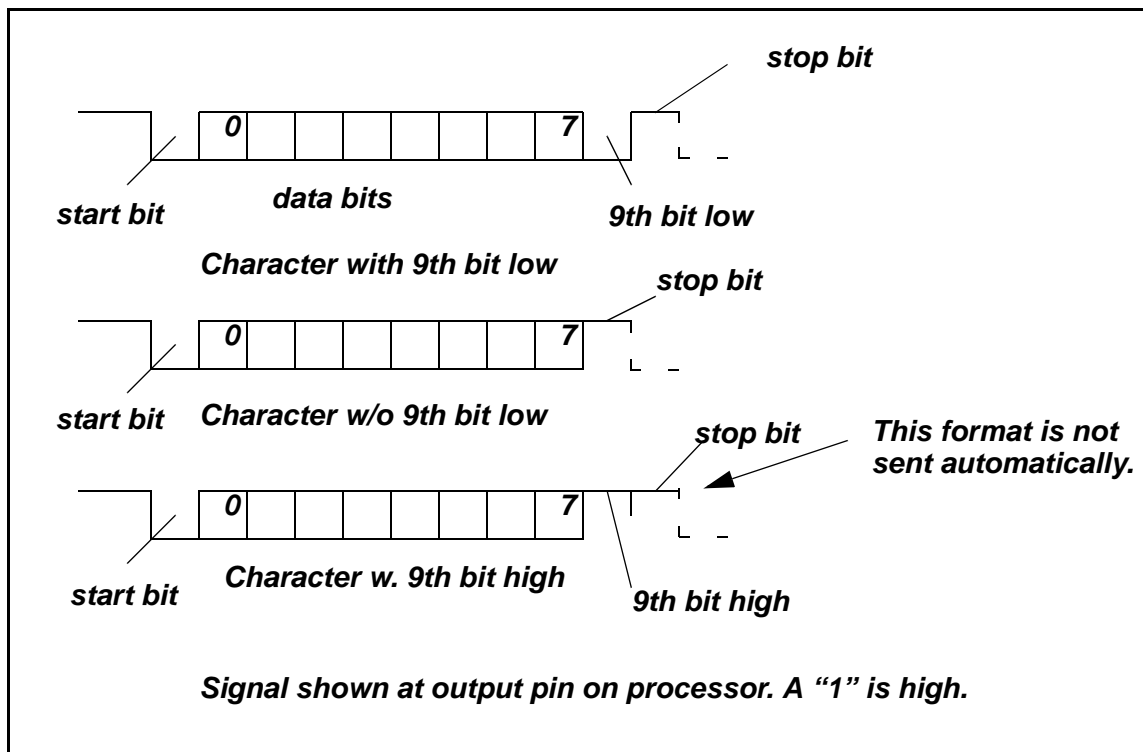 stop bit
0 7
start bit
data bits
9th bit low
Character with 9th bit low
stop bit
0 7
start bit
Character w/o 9th bit low
stop bit
This format is not
sent automatically.
0 7
start bit
Character w. 9th bit high
9th bit high
Signal shown at output pin on processor. A “1” is high.